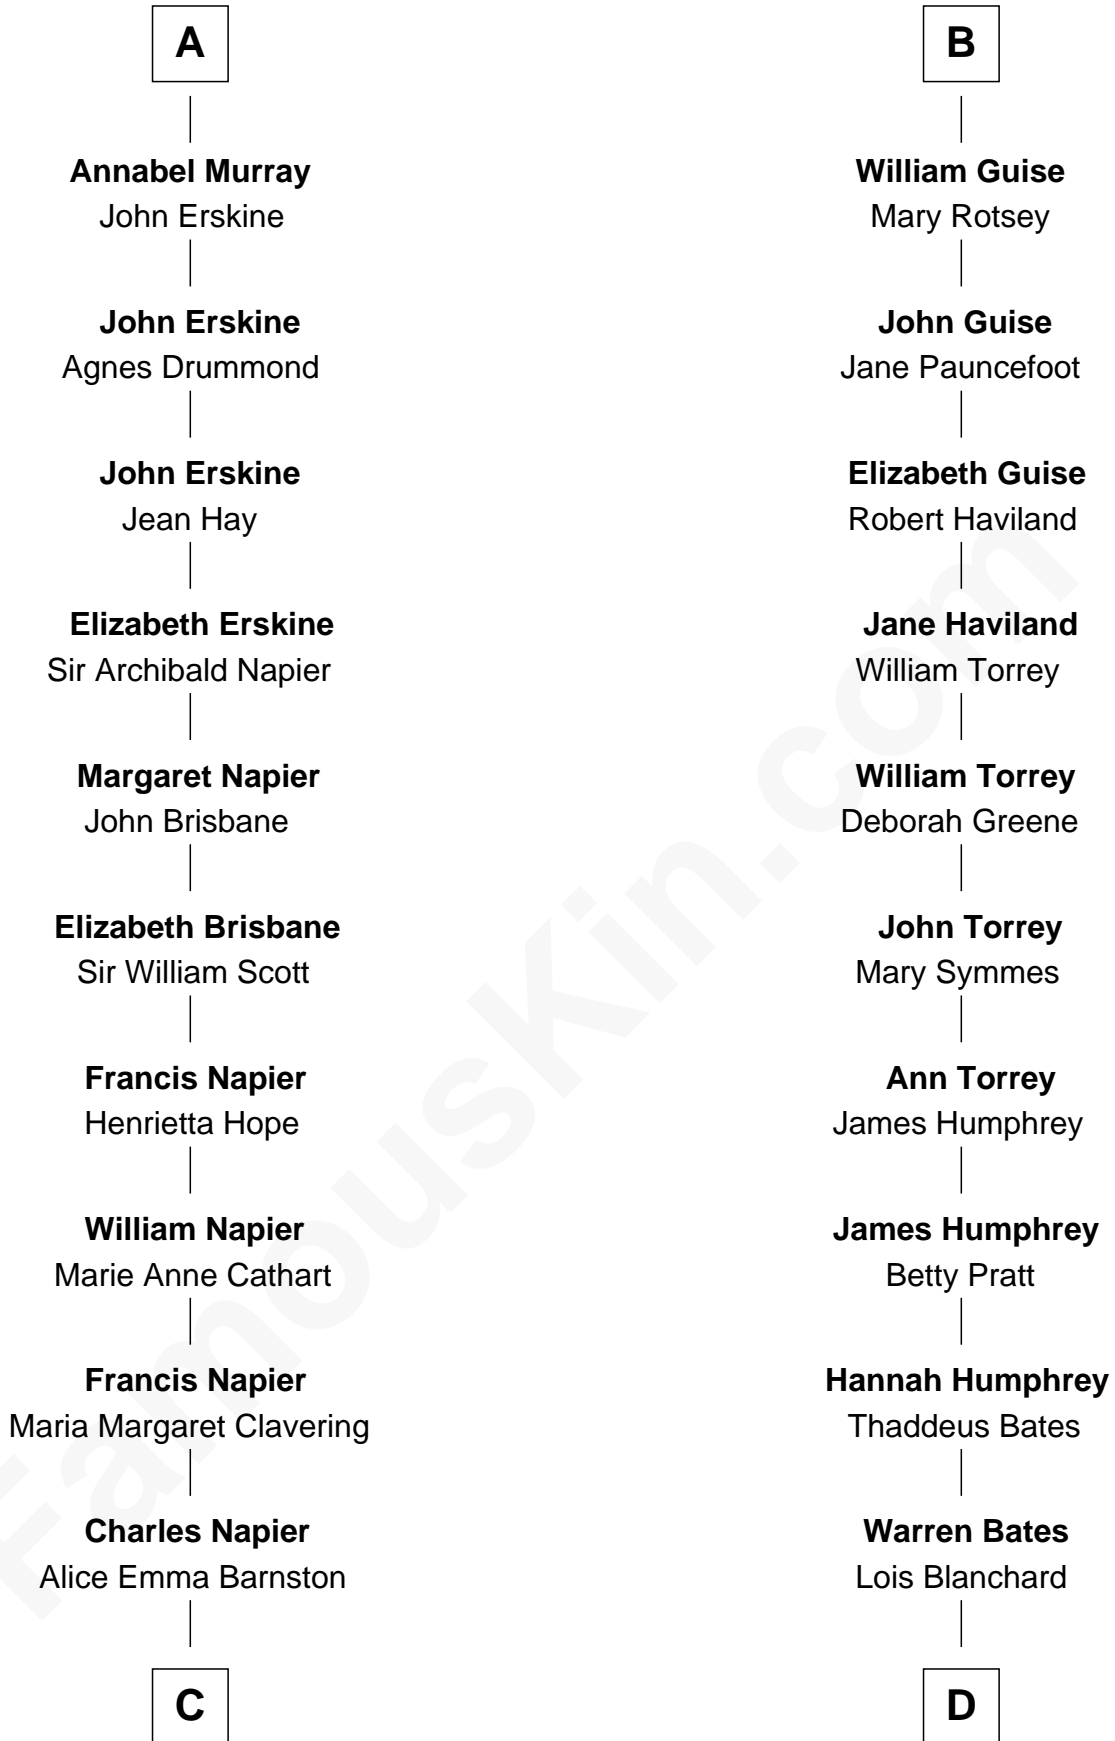 A
Annabel Murray
John Erskine
John Erskine
Agnes Drummond
John Erskine
Jean Hay
Elizabeth Erskine
Sir Archibald Napier
Margaret Napier
John Brisbane
Elizabeth Brisbane
Sir William Scott
Francis Napier
Henrietta Hope
William Napier
Marie Anne Cathart
Francis Napier
Maria Margaret Clavering
Charles Napier
Alice Emma Barnston
C
B
William Guise
Mary Rotsey
John Guise
Jane Pauncefoot
Elizabeth Guise
Robert Haviland
Jane Haviland
William Torrey
William Torrey
Deborah Greene
John Torrey
Mary Symmes
Ann Torrey
James Humphrey
James Humphrey
Betty Pratt
Hannah Humphrey
Thaddeus Bates
Warren Bates
Lois Blanchard
D
FamousKin.com